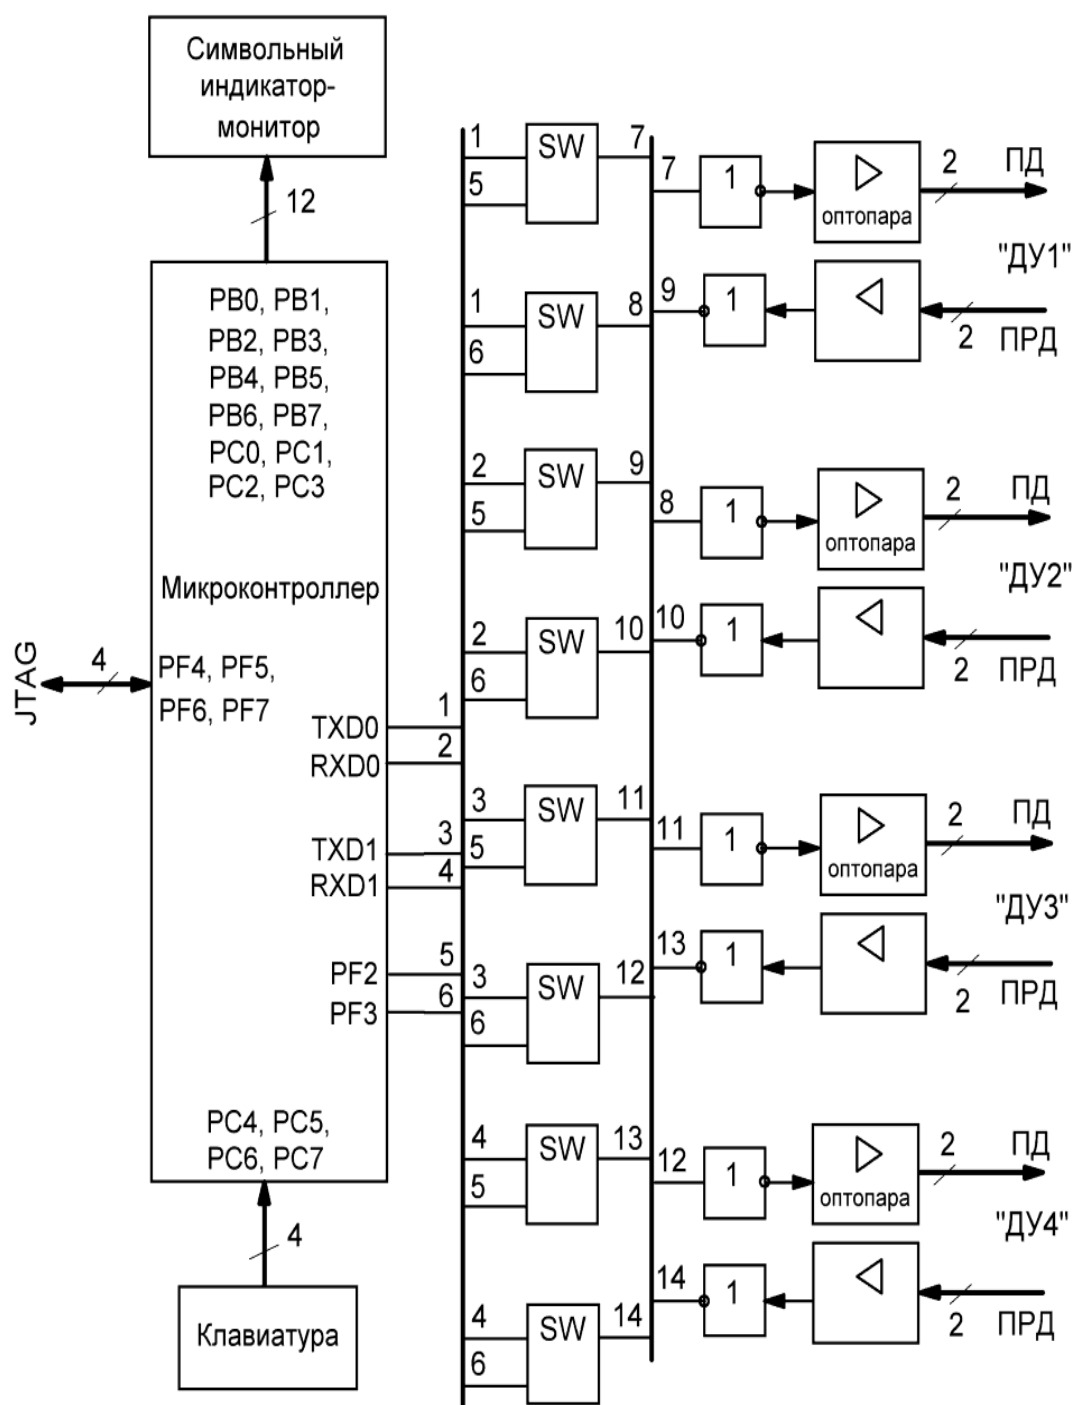 Символьный
индикатор-
монитор
12
PB0, PB1,
PB2, PB3,
PB4, PB5,
PB6, PB7,
PC0, PC1,
PC2, PC3
Микроконтроллер
JTAG
4
PF4, PF5,
PF6, PF7
TXD0
1
RXD0
2
TXD1
3
RXD1
4
PF2
5
PF3
6
PC4, PC5,
PC6, PC7
4
Клавиатура
1
5
SW
7
1
6
SW
8
2
5
SW
9
2
6
SW
10
3
5
SW
11
3
6
SW
12
4
5
SW
13
4
6
SW
14
7
1
оптопара
2
ПД
"ДУ1"
9
1
2
ПРД
8
1
оптопара
2
ПД
"ДУ2"
10
1
2
ПРД
11
1
оптопара
2
ПД
"ДУ3"
13
1
2
ПРД
12
1
оптопара
2
ПД
"ДУ4"
14
1
2
ПРД